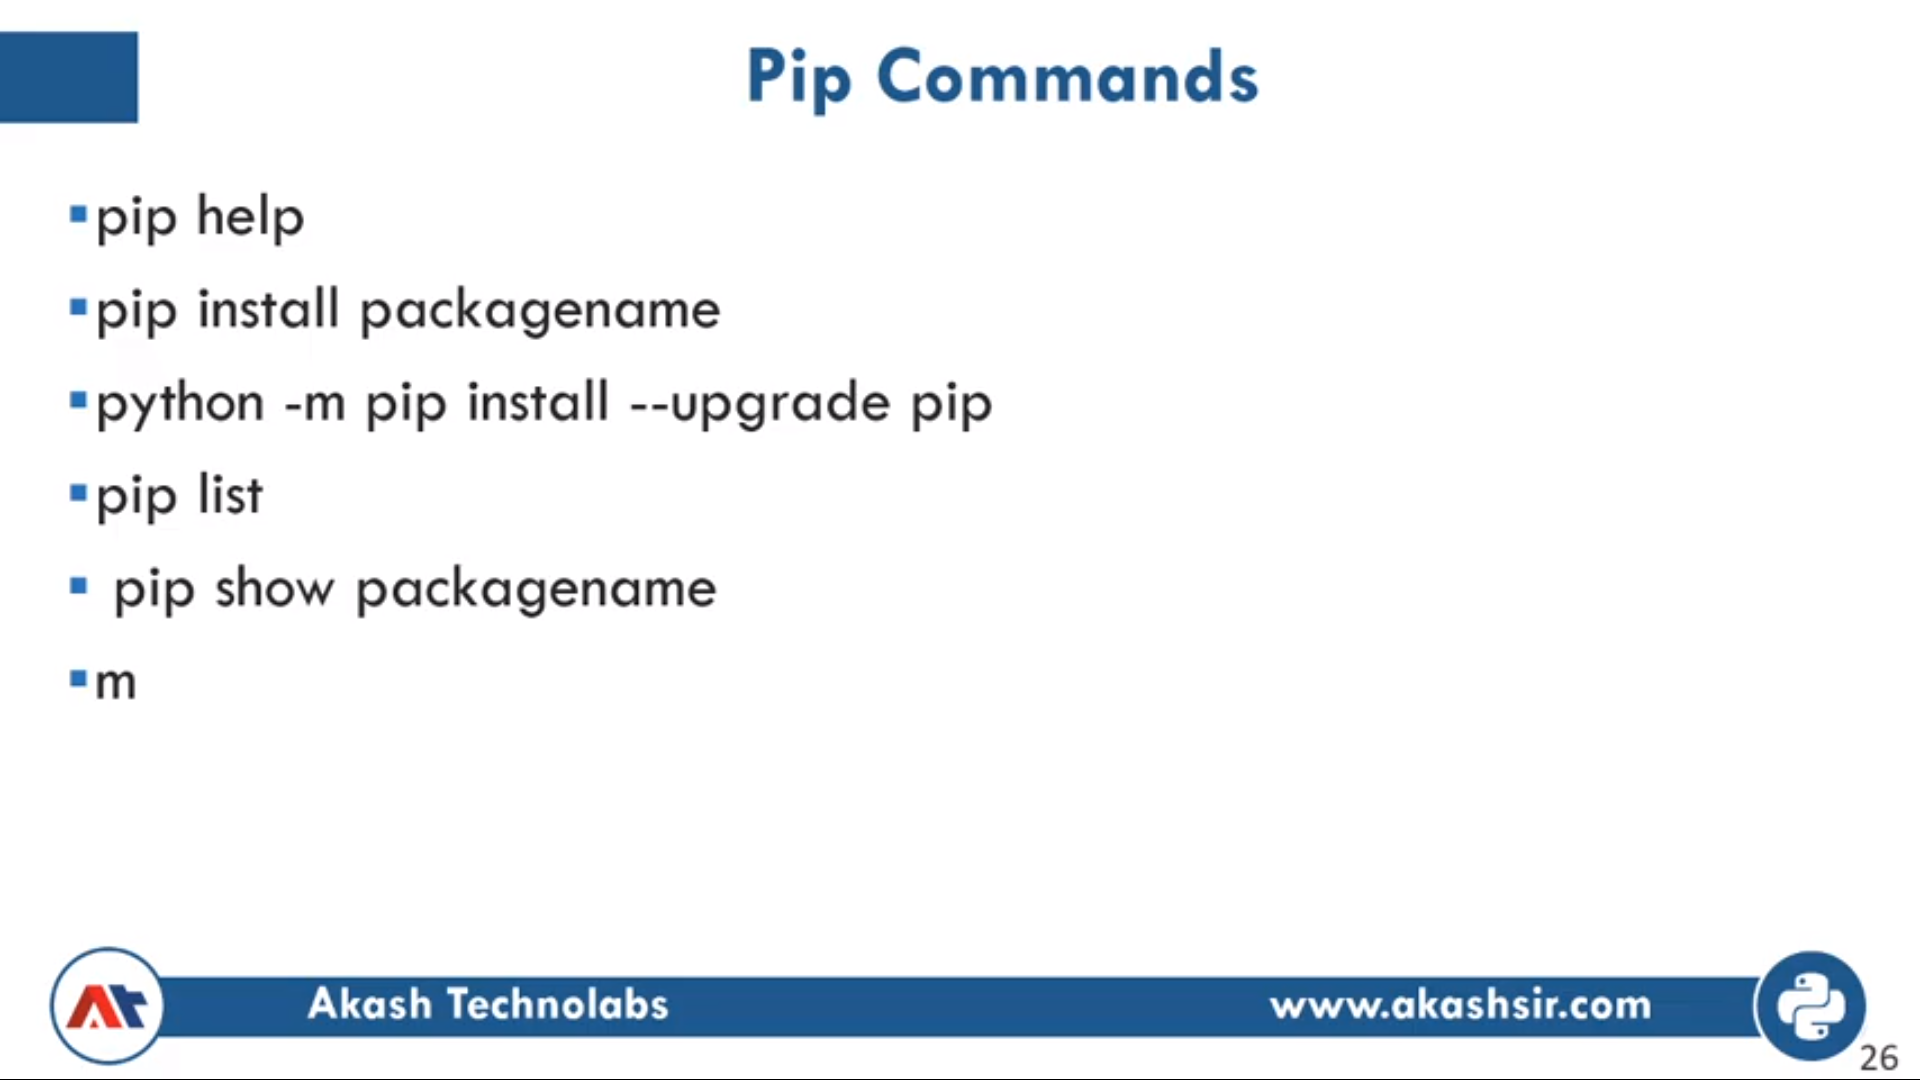 Pip Commands
pip help
pip install packagename
python -m pip install --upgrade pip
pip list
pip show packagename
m
Akash Technolabs
www.akashsir.com
26